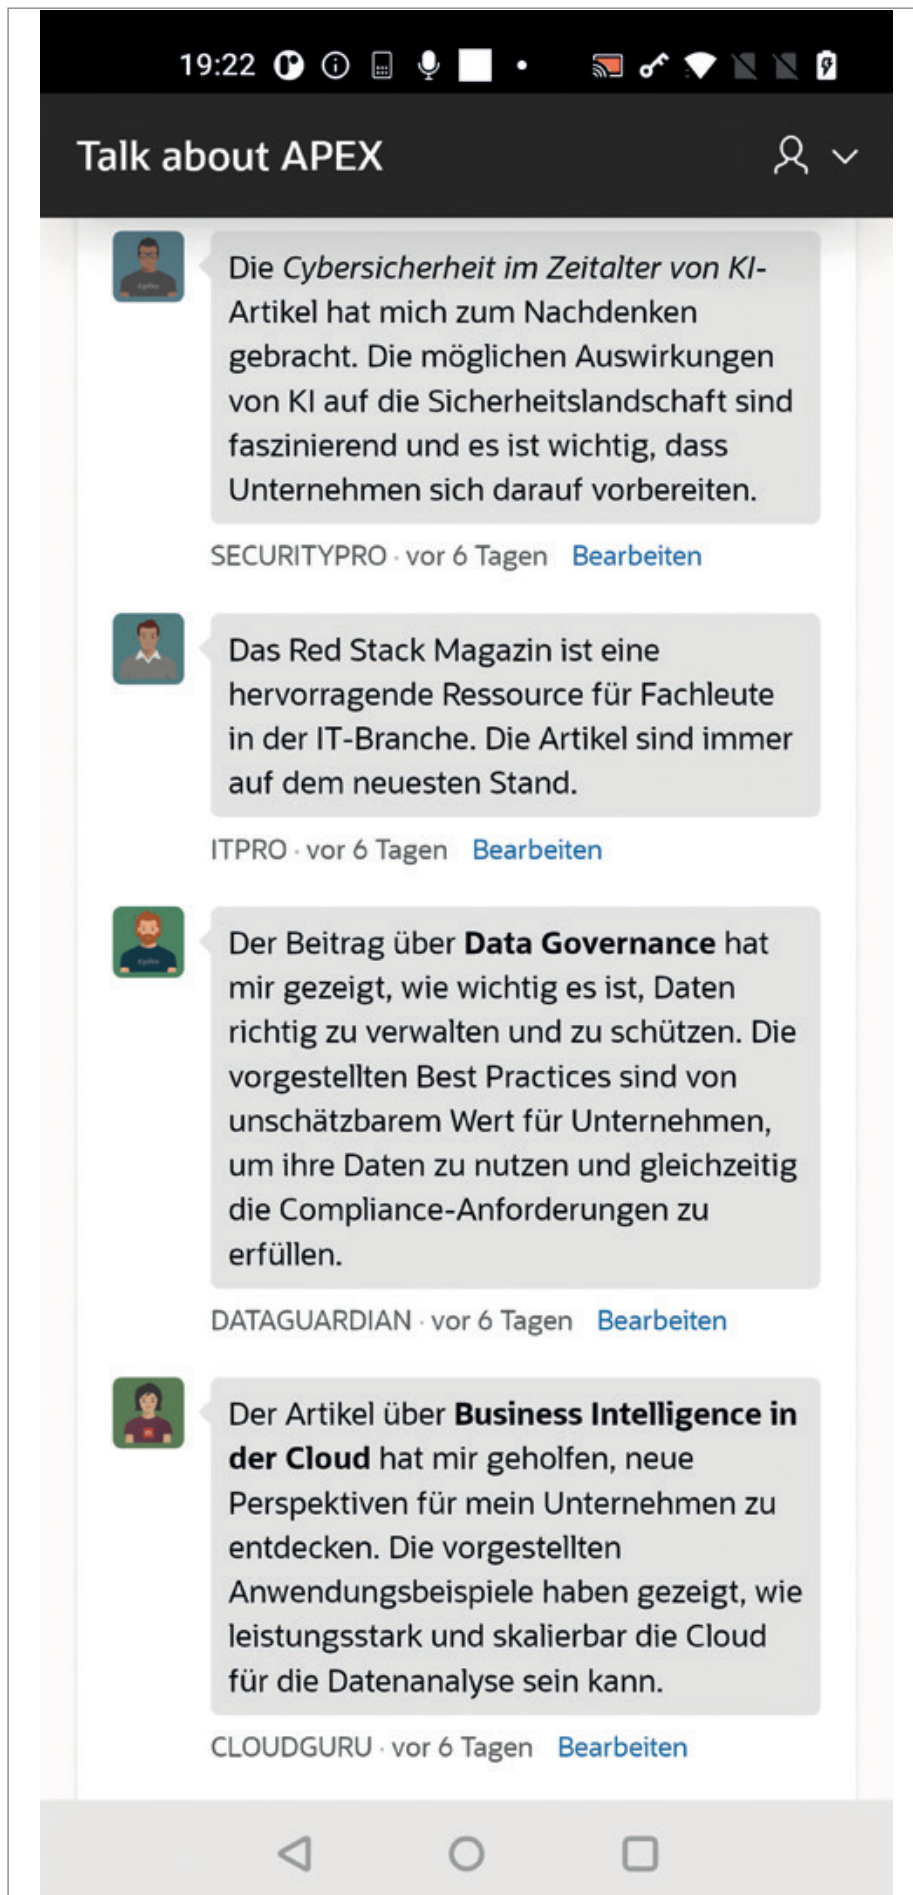 19:22
Talk about APEX
Die Cybersicherheit im Zeitalter von KI-
Artikel hat mich zum Nachdenken
gebracht. Die möglichen Auswirkungen
von KI auf die Sicherheitslandschaft sind
faszinierend und es ist wichtig, dass
Unternehmen sich darauf vorbereiten.
SECURITYPRO · vor 6 Tagen Bearbeiten
Das Red Stack Magazin ist eine
hervorragende Ressource für Fachleute
in der IT-Branche. Die Artikel sind immer
auf dem neuesten Stand.
ITPRO · vor 6 Tagen Bearbeiten
Der Beitrag über Data Governance hat
mir gezeigt, wie wichtig es ist, Daten
richtig zu verwalten und zu schützen. Die
vorgestellten Best Practices sind von
unschätzbarem Wert für Unternehmen,
um ihre Daten zu nutzen und gleichzeitig
die Compliance-Anforderungen zu
erfüllen.
DATAGUARDIAN · vor 6 Tagen Bearbeiten
Der Artikel über Business Intelligence in
der Cloud hat mir geholfen, neue
Perspektiven für mein Unternehmen zu
entdecken. Die vorgestellten
Anwendungsbeispiele haben gezeigt, wie
leistungsstark und skalierbar die Cloud
für die Datenanalyse sein kann.
CLOUDGURU · vor 6 Tagen Bearbeiten